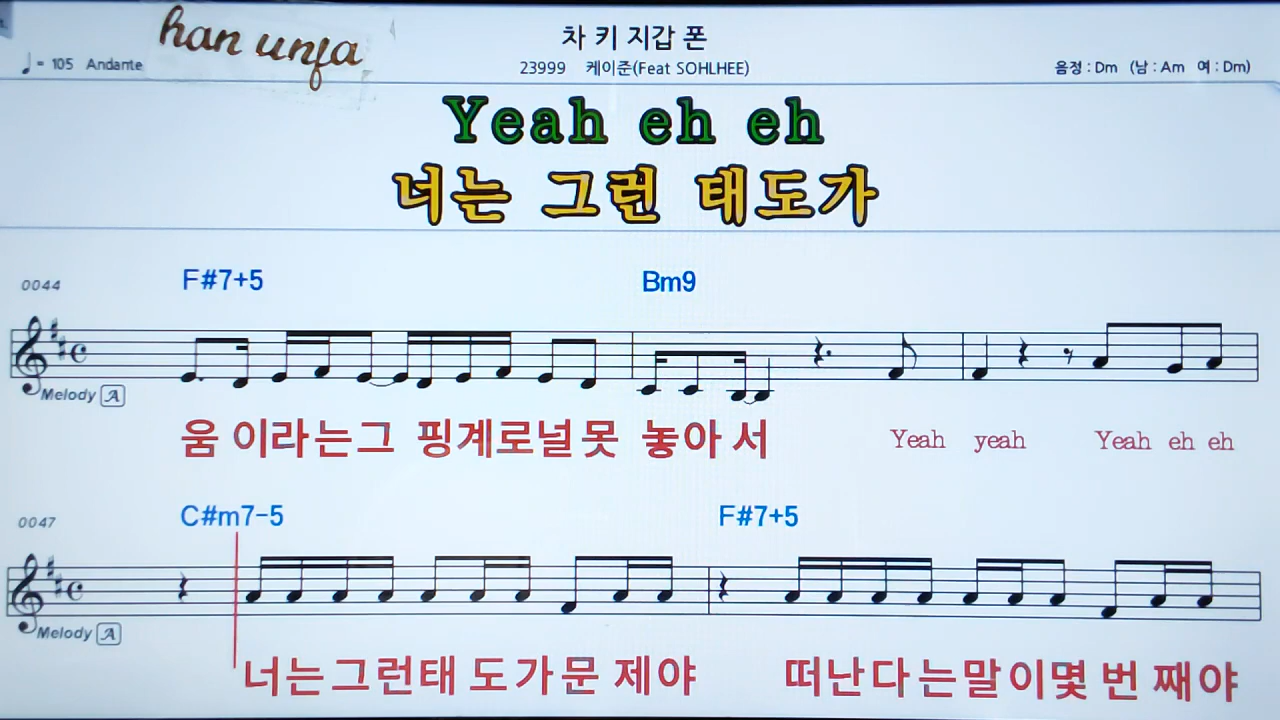 han unfa
차 키 지갑 폰
♩= 105 Andante
23999 케이준(Feat SOHLHEE)
음정 : Dm (남 : Am 여 : Dm)
Yeah eh eh
너는 그런 태도가
0044
F#7+5 Bm9
Melody A
움 이라는그 핑계로널못 놓아 서 Yeah yeah Yeah eh eh
0047
C#m7-5 F#7+5
Melody A
너는그런태 도가문 제야 떠난다는말이몇 번 째야